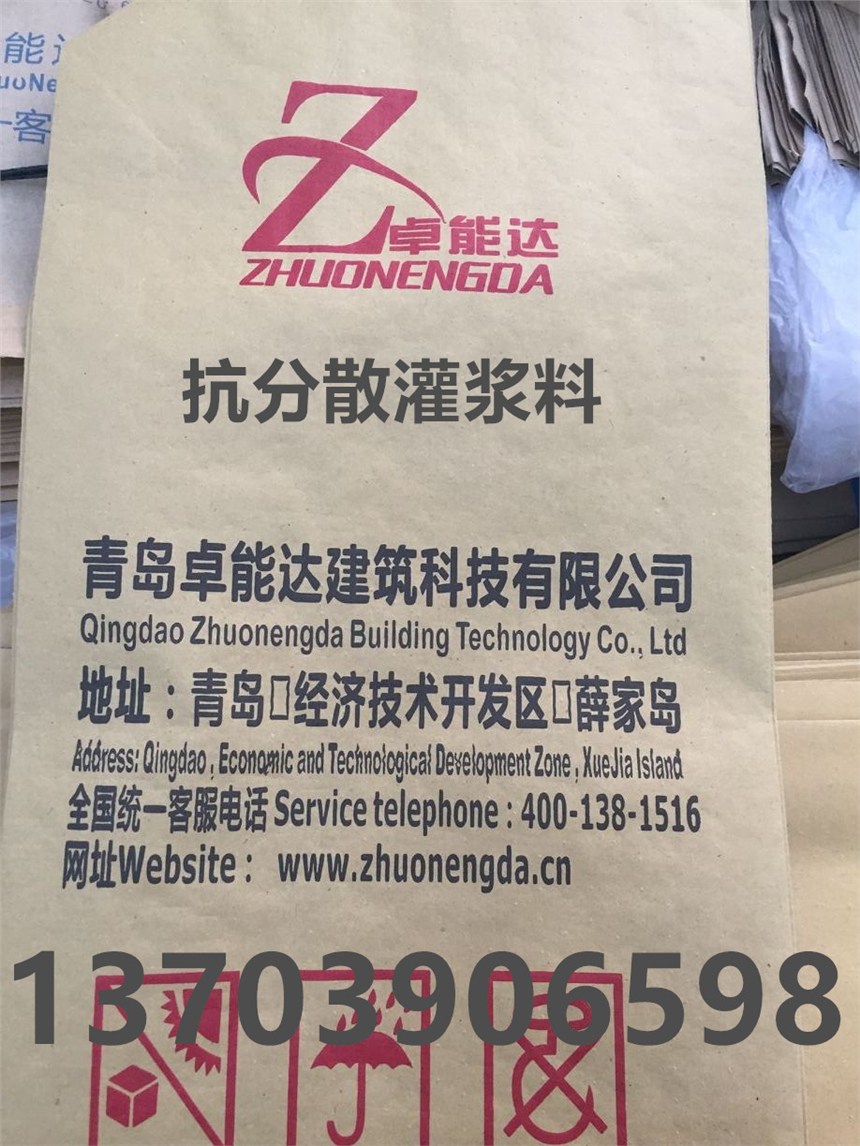 能
uoNe
一客
卓能达
ZHUONENGDA
抗分散灌浆料
青岛卓能达建筑科技有限公司
Qingdao Zhuonengda Building Technology Co., Ltd
地址：青岛□经济技术开发区□薛家岛
Address: Qingdao, Economic and Technological Development Zone, XueJia Island
全国统一客服电话 Service telephone : 400-138-1516
网址Website： www.zhuonengda.cn
13703906598